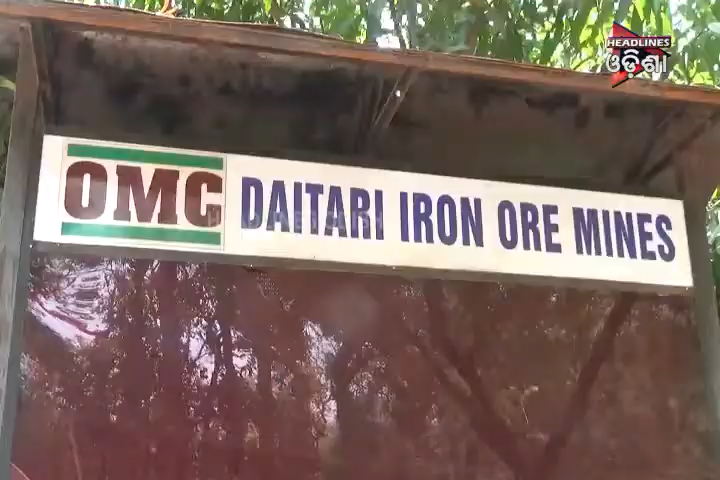 HEADLINES
ଓଡ଼ିଶା
OMC DAITARI IRON ORE MINES